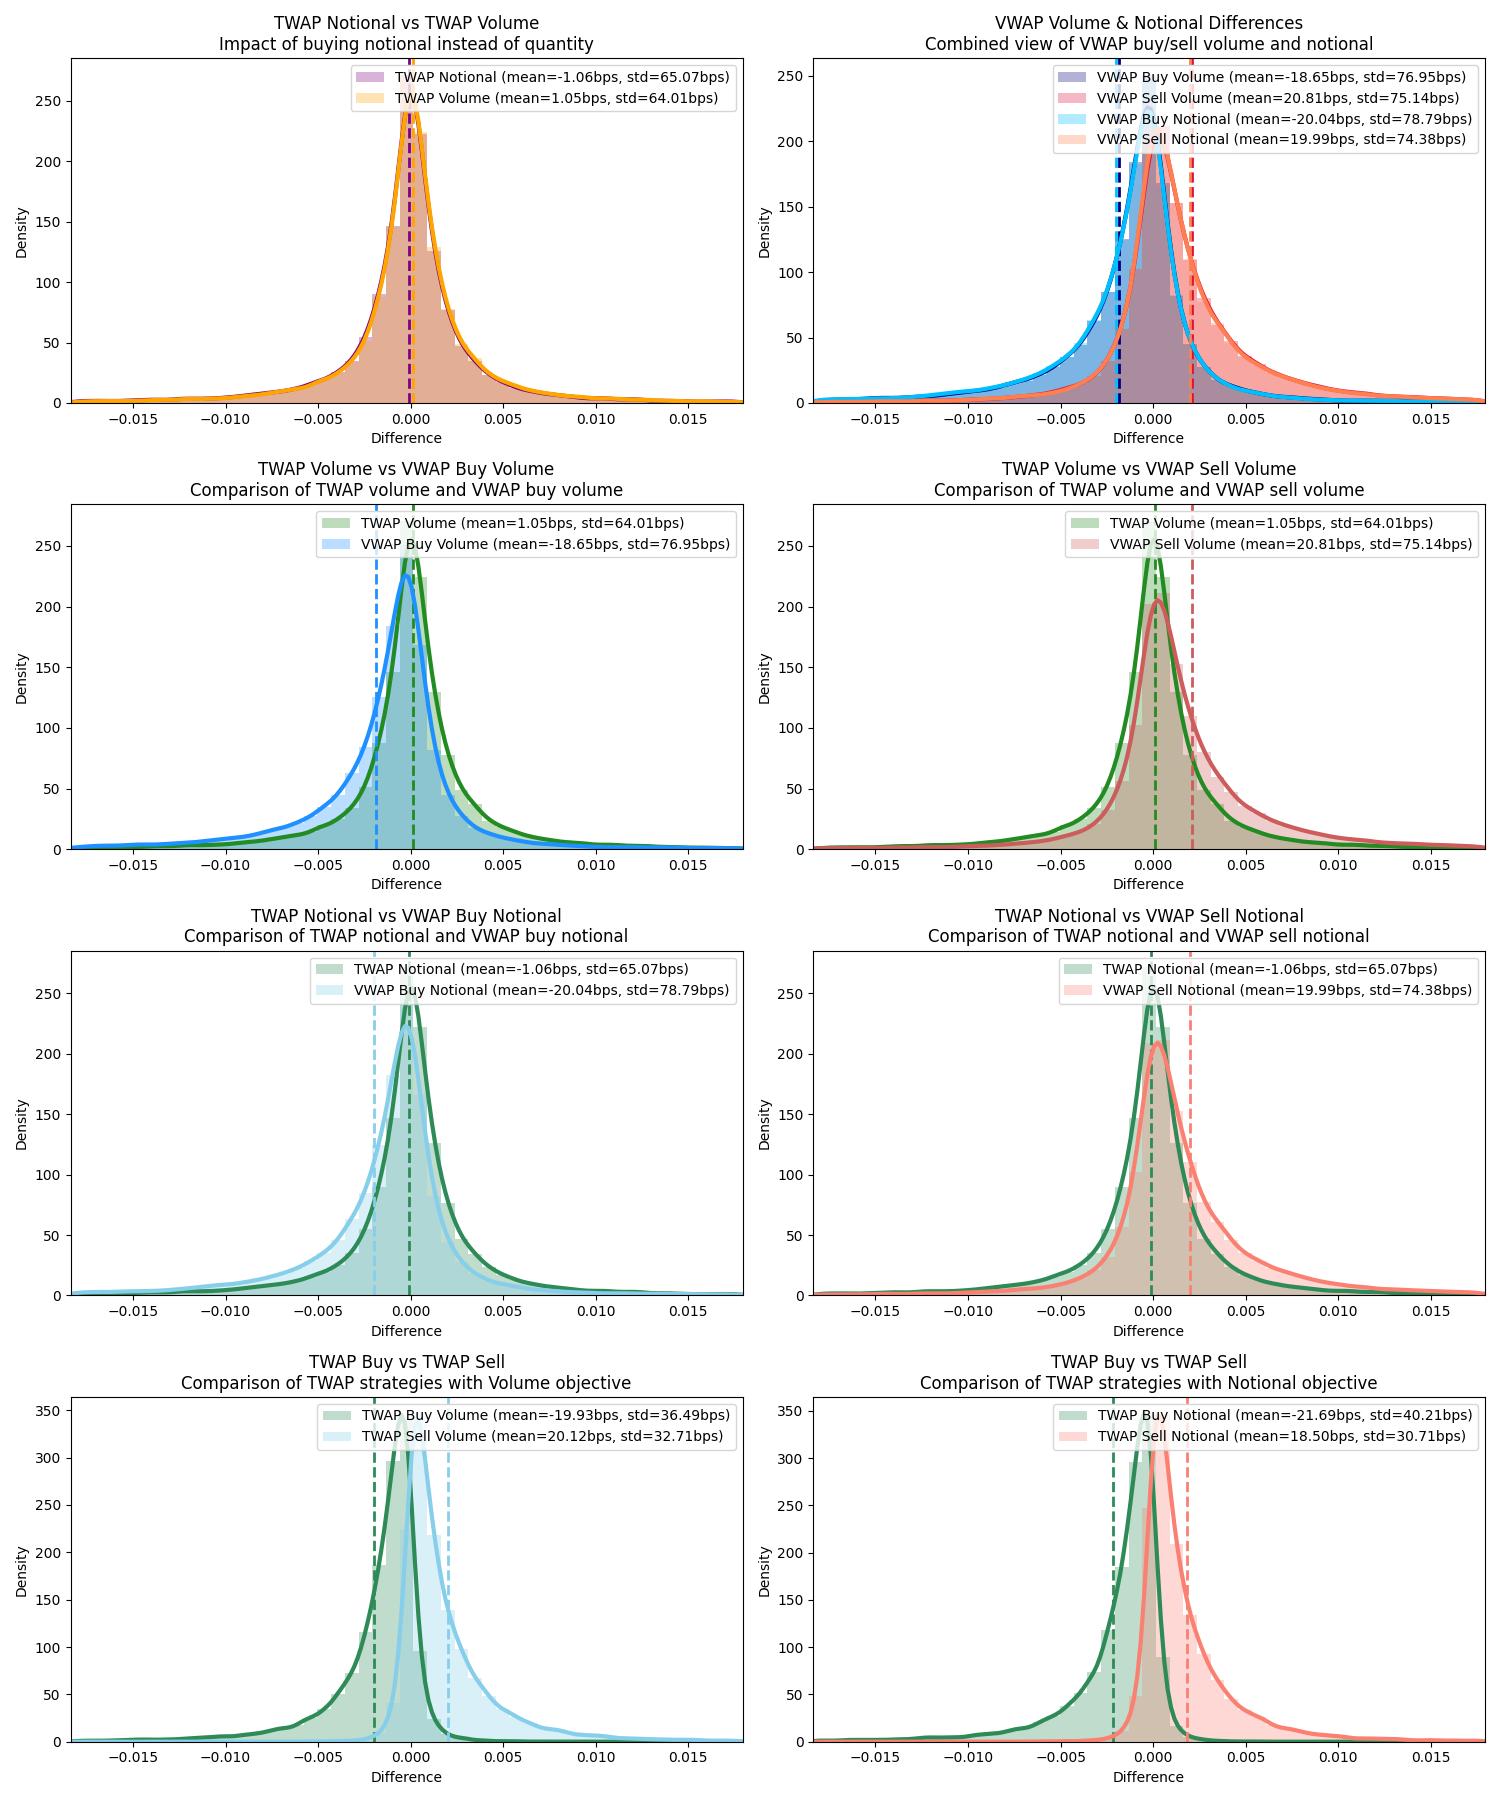 TWAP Notional vs TWAP Volume
Impact of buying notional instead of quantity
TWAP Notional (mean=-1.06bps, std=65.07bps)
TWAP Volume (mean=1.05bps, std=64.01bps)
Density
250
200
150
100
50
0
−0.015 −0.010 −0.005 0.000 0.005 0.010 0.015
Difference
VWAP Volume & Notional Differences
Combined view of VWAP buy/sell volume and notional
VWAP Buy Volume (mean=-18.65bps, std=76.95bps)
VWAP Sell Volume (mean=20.81bps, std=75.14bps)
VWAP Buy Notional (mean=-20.04bps, std=78.79bps)
VWAP Sell Notional (mean=19.99bps, std=74.38bps)
Density
250
200
150
100
50
0
−0.015 −0.010 −0.005 0.000 0.005 0.010 0.015
Difference
TWAP Volume vs VWAP Buy Volume
Comparison of TWAP volume and VWAP buy volume
TWAP Volume (mean=1.05bps, std=64.01bps)
VWAP Buy Volume (mean=-18.65bps, std=76.95bps)
Density
250
200
150
100
50
0
−0.015 −0.010 −0.005 0.000 0.005 0.010 0.015
Difference
TWAP Volume vs VWAP Sell Volume
Comparison of TWAP volume and VWAP sell volume
TWAP Volume (mean=1.05bps, std=64.01bps)
VWAP Sell Volume (mean=20.81bps, std=75.14bps)
Density
250
200
150
100
50
0
−0.015 −0.010 −0.005 0.000 0.005 0.010 0.015
Difference
TWAP Notional vs VWAP Buy Notional
Comparison of TWAP notional and VWAP buy notional
TWAP Notional (mean=-1.06bps, std=65.07bps)
VWAP Buy Notional (mean=-20.04bps, std=78.79bps)
Density
250
200
150
100
50
0
−0.015 −0.010 −0.005 0.000 0.005 0.010 0.015
Difference
TWAP Notional vs VWAP Sell Notional
Comparison of TWAP notional and VWAP sell notional
TWAP Notional (mean=-1.06bps, std=65.07bps)
VWAP Sell Notional (mean=19.99bps, std=74.38bps)
Density
250
200
150
100
50
0
−0.015 −0.010 −0.005 0.000 0.005 0.010 0.015
Difference
TWAP Buy vs TWAP Sell
Comparison of TWAP strategies with Volume objective
TWAP Buy Volume (mean=-19.93bps, std=36.49bps)
TWAP Sell Volume (mean=20.12bps, std=32.71bps)
Density
350
300
250
200
150
100
50
0
−0.015 −0.010 −0.005 0.000 0.005 0.010 0.015
Difference
TWAP Buy vs TWAP Sell
Comparison of TWAP strategies with Notional objective
TWAP Buy Notional (mean=-21.69bps, std=40.21bps)
TWAP Sell Notional (mean=18.50bps, std=30.71bps)
Density
350
300
250
200
150
100
50
0
−0.015 −0.010 −0.005 0.000 0.005 0.010 0.015
Difference